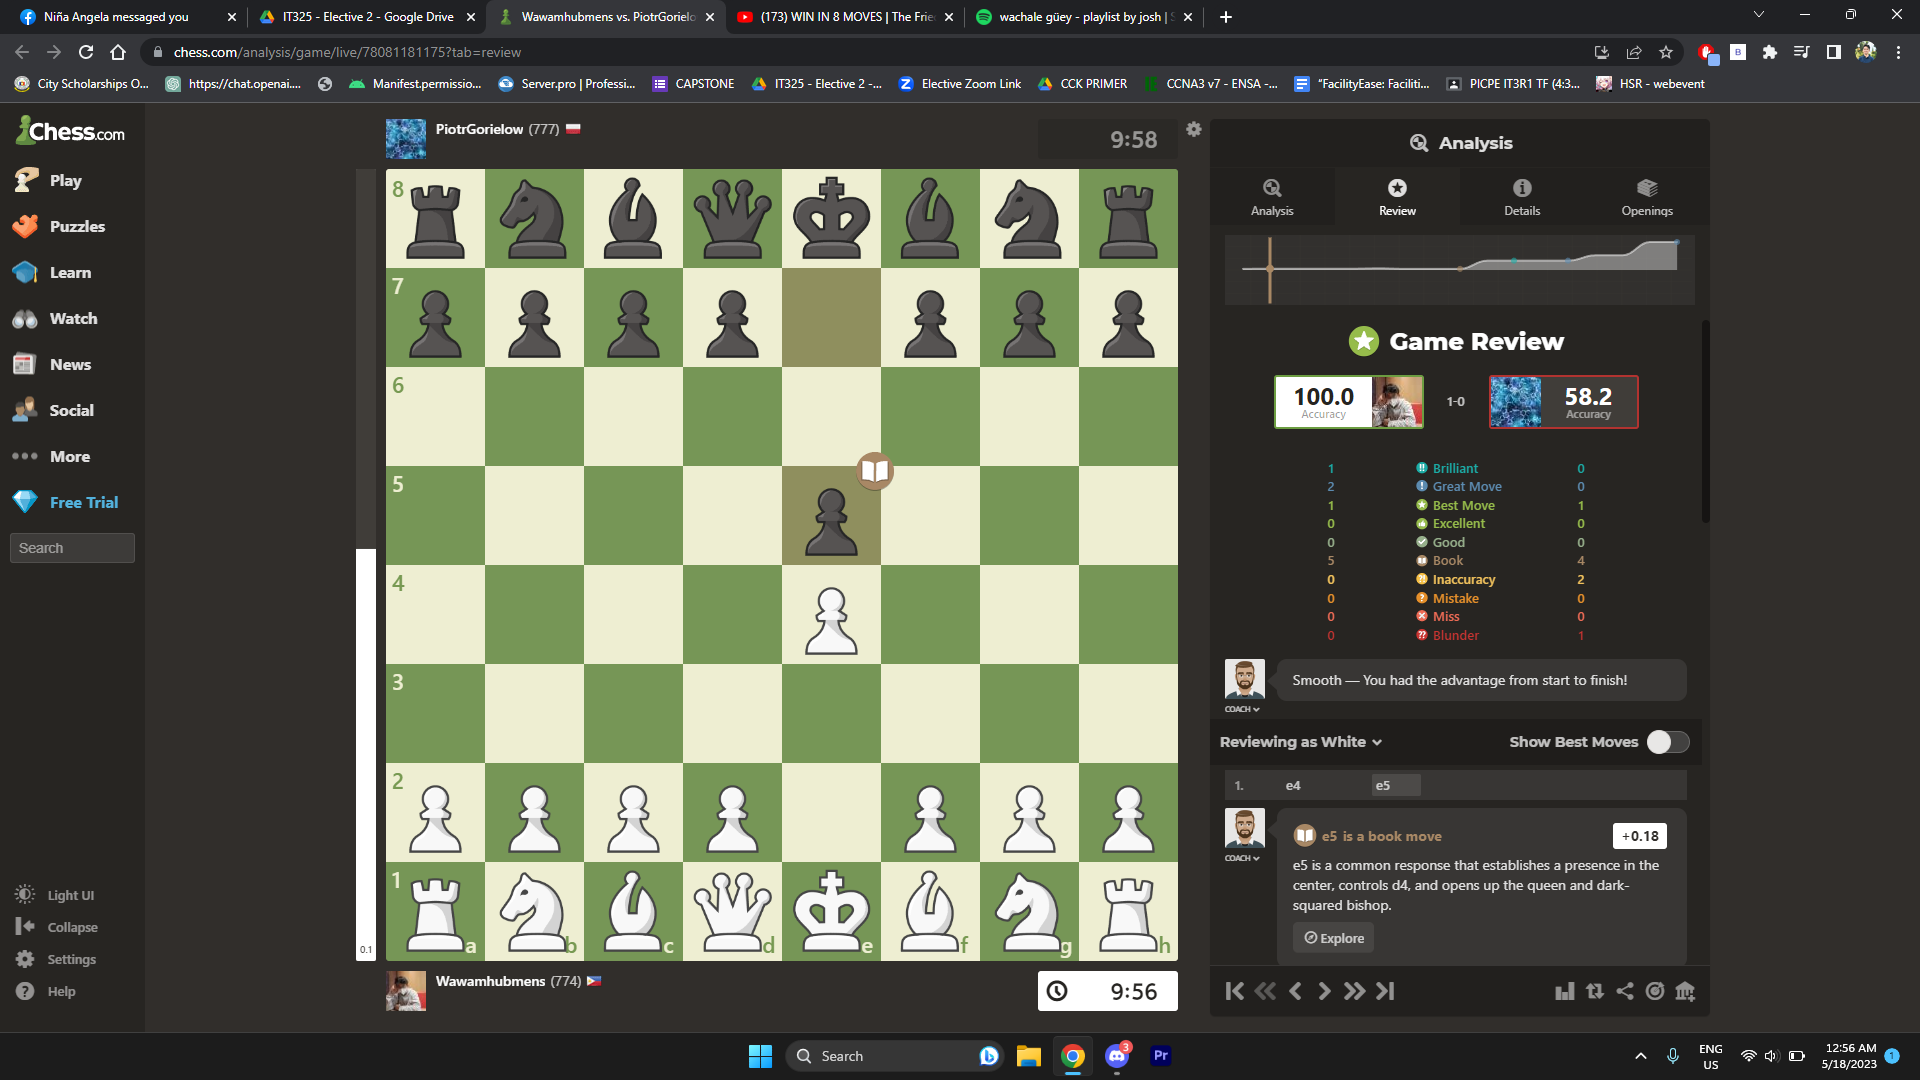 Niña Angela messaged you
IT325 - Elective 2 - Google Drive
Wawamhubmens vs. PiotrGorielo
(173) WIN IN 8 MOVES | The Frie
wachale güey - playlist by josh | S
chess.com/analysis/game/live/78081181175?tab=review
City Scholarships O...
https://chat.openai....
Manifest.permissio...
Server.pro | Professi...
CAPSTONE
IT325 - Elective 2 -...
Elective Zoom Link
CCK PRIMER
CCNA3 v7 - ENSA -...
"FacilityEase: Faciliti...
PICPE IT3R1 TF (4:3...
HSR - webevent
Chess.com
Play
Puzzles
Learn
Watch
News
Social
More
Free Trial
Search
Light UI
Collapse
Settings
Help
PiotrGorielow (777)
9:58
8
7
6
5
4
3
2
1
a b c d e f g h
0.1
Wawamhubmens (774)
9:56
Analysis
Analysis
Review
Details
Openings
Game Review
100.0
Accuracy
1-0
58.2
Accuracy
1 Brilliant 0
2 Great Move 0
1 Best Move 1
0 Excellent 0
0 Good 0
5 Book 4
0 Inaccuracy 2
0 Mistake 0
0 Miss 0
0 Blunder 1
Smooth — You had the advantage from start to finish!
COACH
Reviewing as White
Show Best Moves
1. e4 e5
e5 is a book move
+0.18
COACH
e5 is a common response that establishes a presence in the
center, controls d4, and opens up the queen and dark-
squared bishop.
Explore
Search
3
Pr
ENG
US
12:56 AM
5/18/2023
1